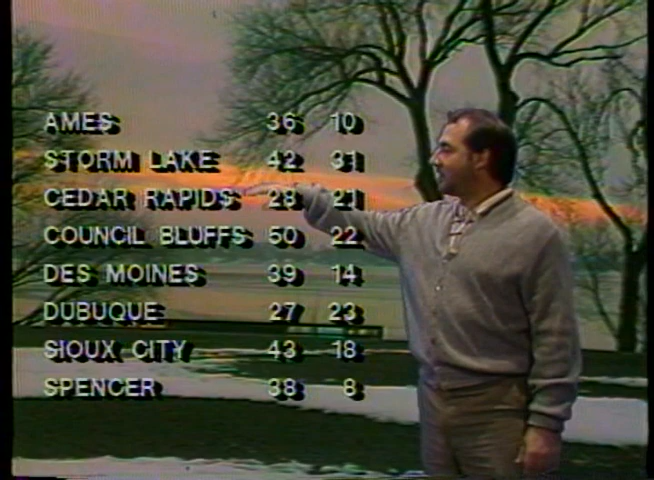 AMES 36 10
STORM LAKE 42 31
CEDAR RAPIDS 28 21
COUNCIL BLUFFS 50 22
DES MOINES 39 14
DUBUQUE 27 23
SIOUX CITY 43 18
SPENCER 38 8